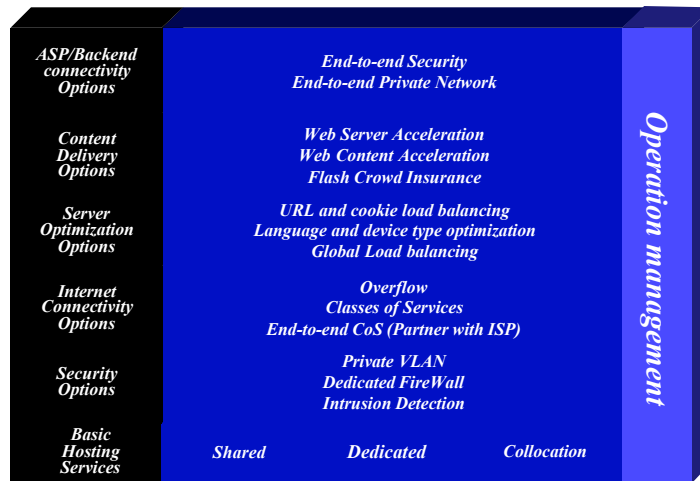 ASP/Backend
connectivity
Options
End-to-end Security
End-to-end Private Network
Content
Delivery
Options
Web Server Acceleration
Web Content Acceleration
Flash Crowd Insurance
Server
Optimization
Options
URL and cookie load balancing
Language and device type optimization
Global Load balancing
Internet
Connectivity
Options
Overflow
Classes of Services
End-to-end CoS (Partner with ISP)
Security
Options
Private VLAN
Dedicated FireWall
Intrusion Detection
Basic
Hosting
Services
Shared
Dedicated
Collocation
Operation management